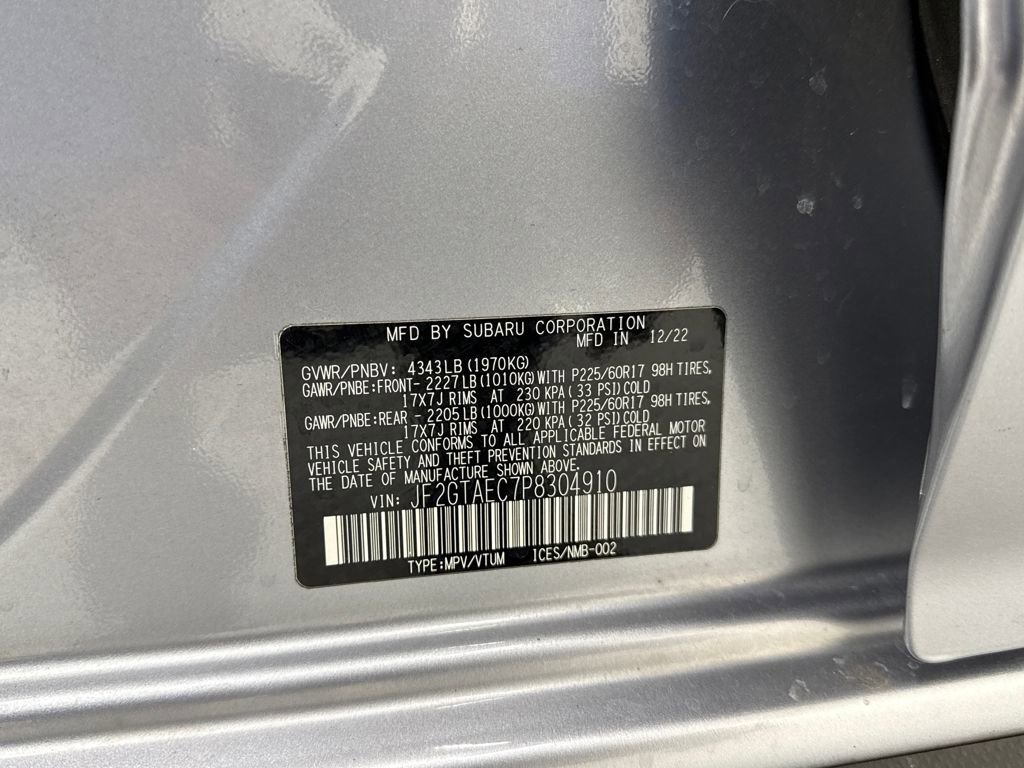 MFD BY SUBARU CORPORATION
MFD IN 12/22
GVWR/PNBV: 4343LB(1970KG)
GAWR/PNBE:FRONT- 2227LB(1010KG)WITH P225/60R17 98H TIRES,
17X7J RIMS AT 230 KPA( 33 PSI)COLD
GAWR/PNBE:REAR - 2205LB(1000KG)WITH P225/60R17 98H TIRES,
17X7J RIMS AT 220 KPA( 32 PSI)COLD
THIS VEHICLE CONFORMS TO ALL APPLICABLE FEDERAL MOTOR
VEHICLE SAFETY AND THEFT PREVENTION STANDARDS IN EFFECT ON
THE DATE OF MANUFACTURE SHOWN ABOVE.
VIN: JF2GTAEC7P8304910
TYPE:MPV/VTUM ICES/NMB-002